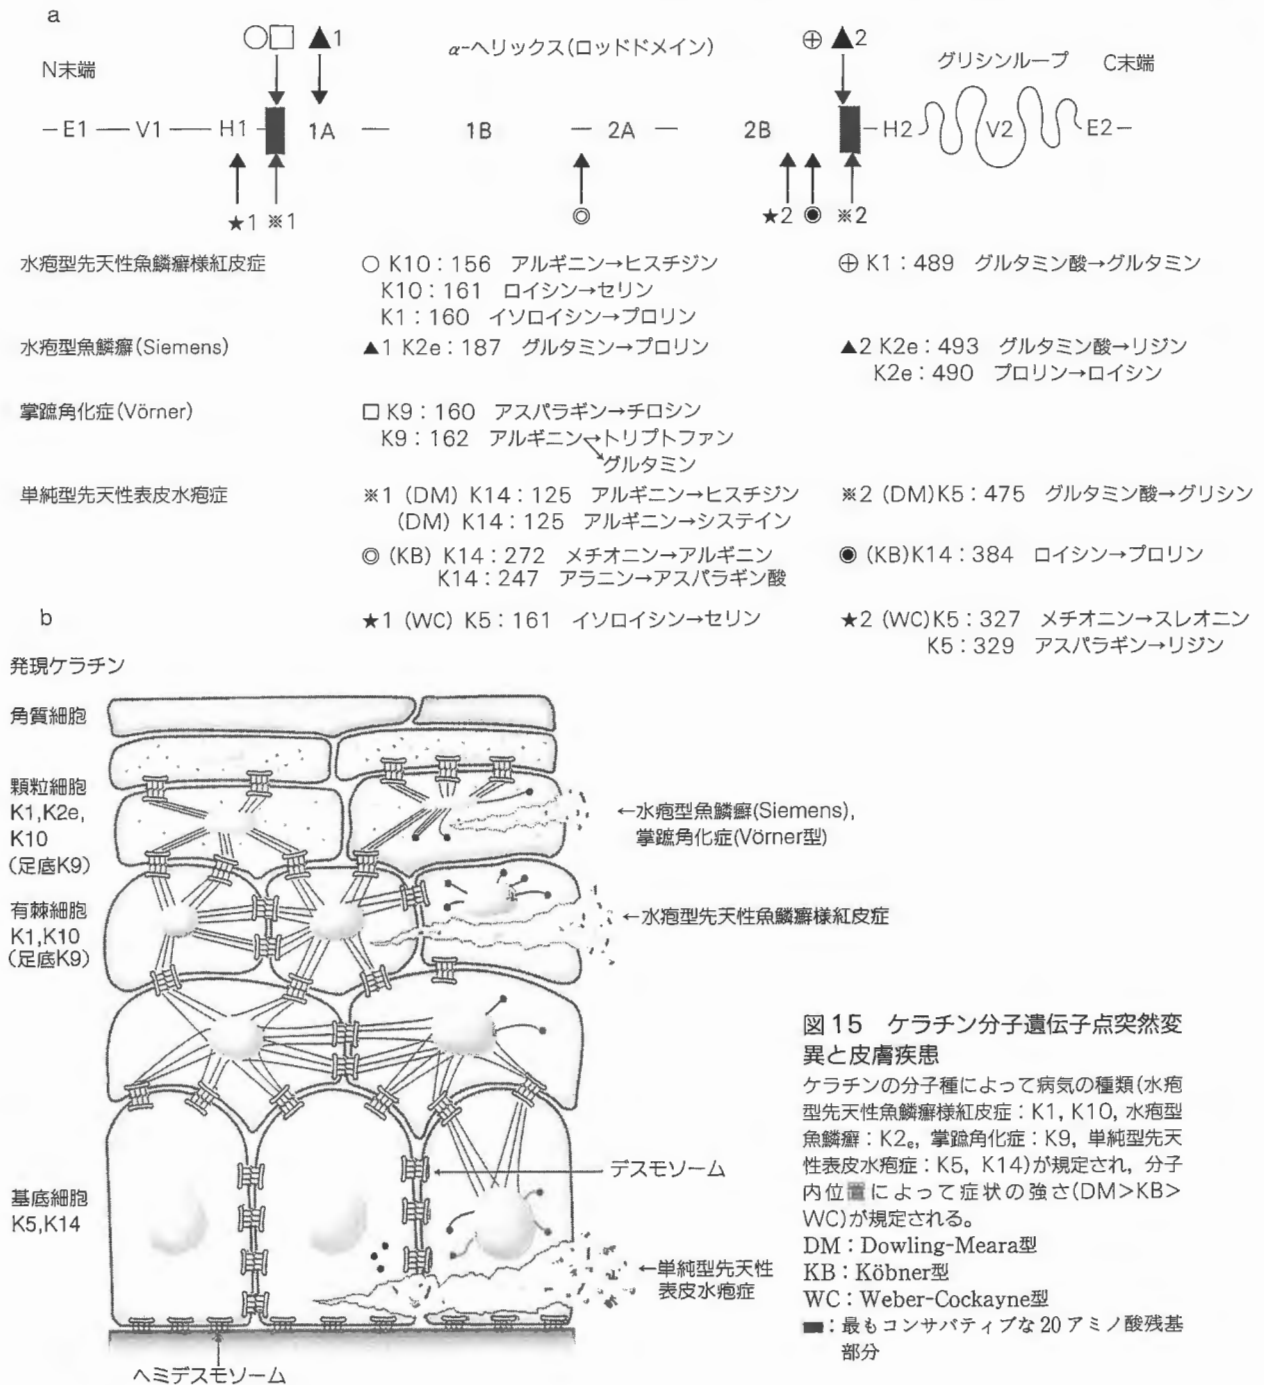 a
○□ ▲1
α-ヘリックス(ロッドドメイン)
⊕ ▲2
N末端
グリシンループ C末端
E1 V1 H1 1A 1B 2A 2B H2 V2 E2
★1 ※1 ◎ ★2 ◉ ※2
水疱型先天性魚鱗癬様紅皮症 ○ K10:156 アルギニン→ヒスチジン ⊕ K1:489 グルタミン酸→グルタミン
K10:161 ロイシン→セリン
K1:160 イソロイシン→プロリン
水疱型魚鱗癬(Siemens) ▲1 K2e:187 グルタミン→プロリン ▲2 K2e:493 グルタミン酸→リジン
K2e:490 プロリン→ロイシン
掌蹠角化症(Vörner) □ K9:160 アスパラギン→チロシン
K9:162 アルギニン→トリプトファン
グルタミン
単純型先天性表皮水疱症 ※1 (DM) K14:125 アルギニン→ヒスチジン ※2 (DM)K5:475 グルタミン酸→グリシン
(DM) K14:125 アルギニン→システイン
◎ (KB) K14:272 メチオニン→アルギニン ◉ (KB)K14:384 ロイシン→プロリン
K14:247 アラニン→アスパラギン酸
★1 (WC) K5:161 イソロイシン→セリン ★2 (WC)K5:327 メチオニン→スレオニン
K5:329 アスパラギン→リジン
b
発現ケラチン
角質細胞
顆粒細胞
K1,K2e,
K10
(足底K9)
←水疱型魚鱗癬(Siemens),
掌蹠角化症(Vörner型)
有棘細胞
K1,K10
(足底K9)
←水疱型先天性魚鱗癬様紅皮症
デスモソーム
基底細胞
K5,K14
←単純型先天性
表皮水疱症
ヘミデスモソーム
図15 ケラチン分子遺伝子点突然変
異と皮膚疾患
ケラチンの分子種によって病気の種類(水疱
型先天性魚鱗癬様紅皮症:K1, K10, 水疱型
魚鱗癬:K2e, 掌蹠角化症:K9, 単純型先天
性表皮水疱症:K5, K14)が規定され, 分子
内位置によって症状の強さ(DM>KB>
WC)が規定される。
DM:Dowling-Meara型
KB:Köbner型
WC:Weber-Cockayne型
■:最もコンサバティブな20アミノ酸残基
部分